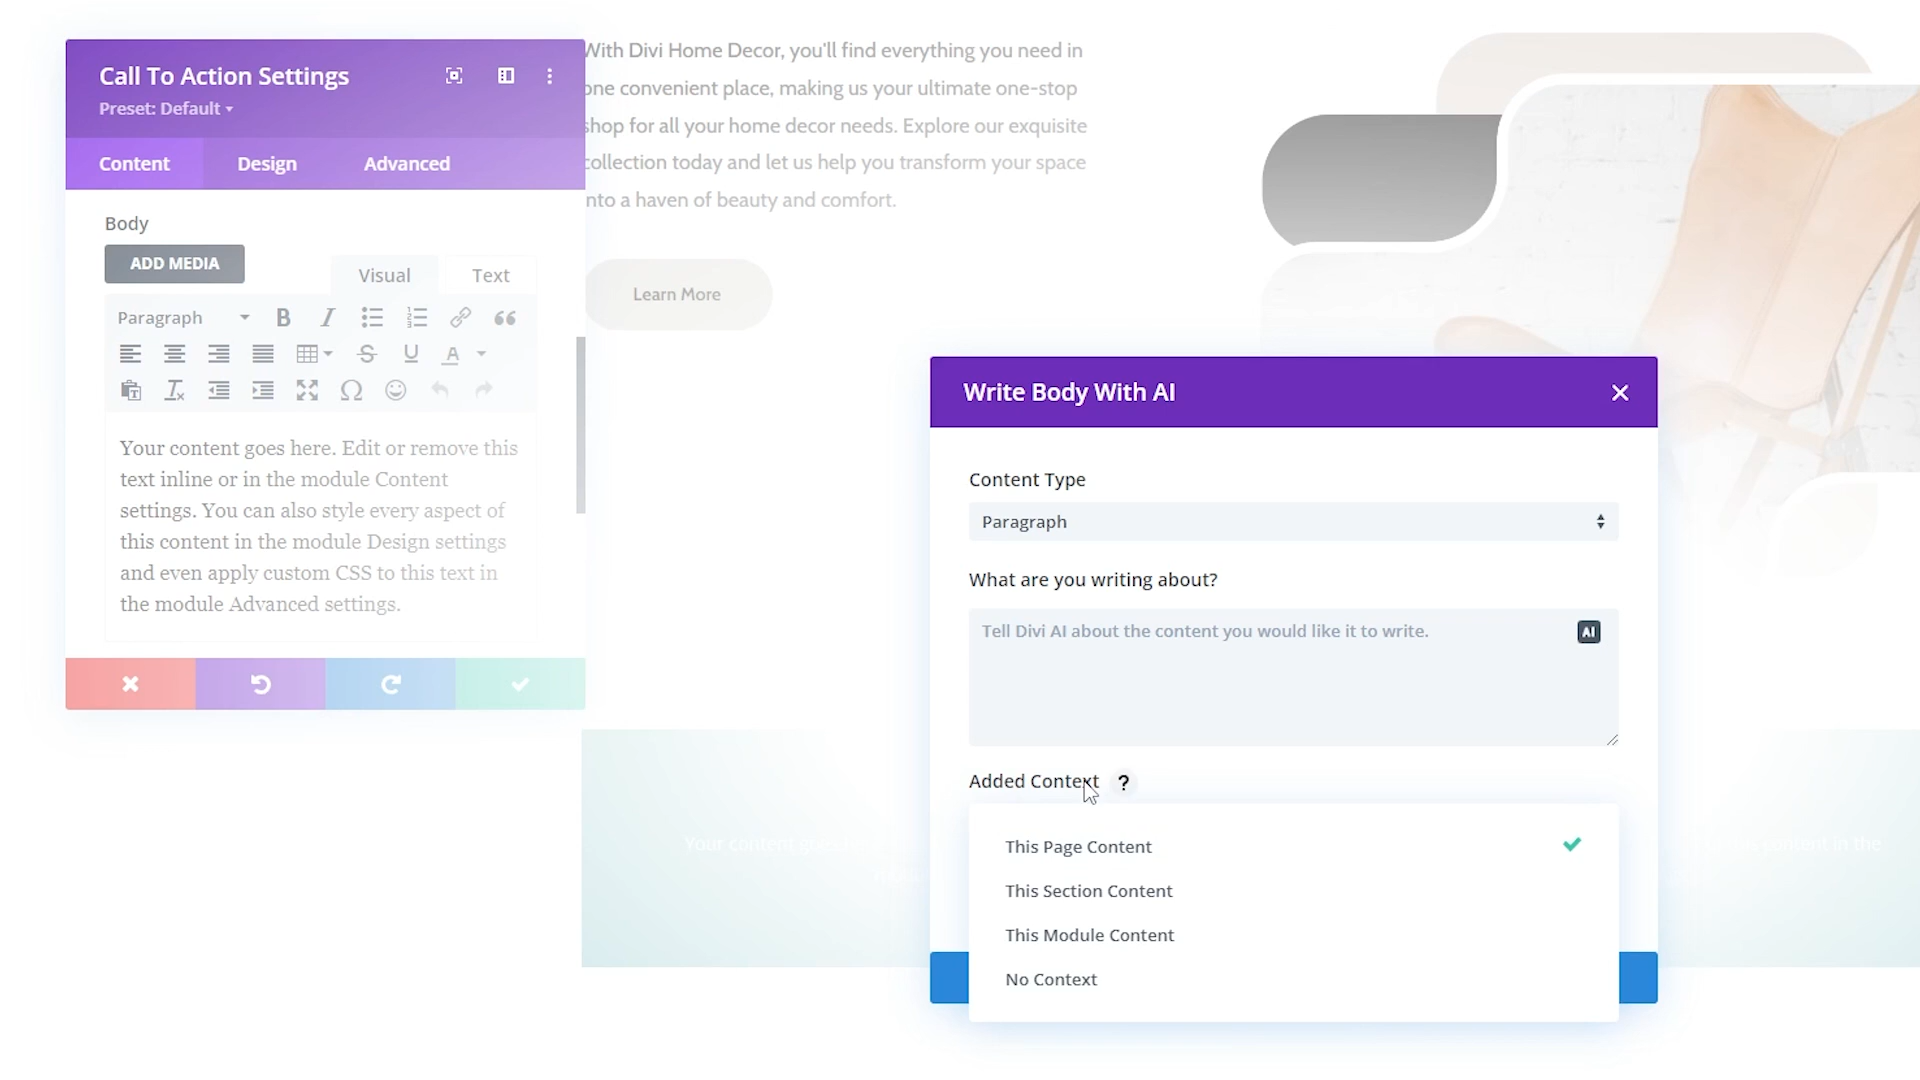 With Divi Home Decor, you'll find everything you need in
one convenient place, making us your ultimate one-stop
shop for all your home decor needs. Explore our exquisite
collection today and let us help you transform your space
into a haven of beauty and comfort.
Learn More
Call To Action Settings
Preset: Default
Content Design Advanced
Body
ADD MEDIA
Visual Text
Paragraph
Your content goes here. Edit or remove this
text inline or in the module Content
settings. You can also style every aspect of
this content in the module Design settings
and even apply custom CSS to this text in
the module Advanced settings.
Write Body With AI
Content Type
Paragraph
What are you writing about?
Tell Divi AI about the content you would like it to write.
AI
Added Context ?
This Page Content
This Section Content
This Module Content
No Context
Your content
in the